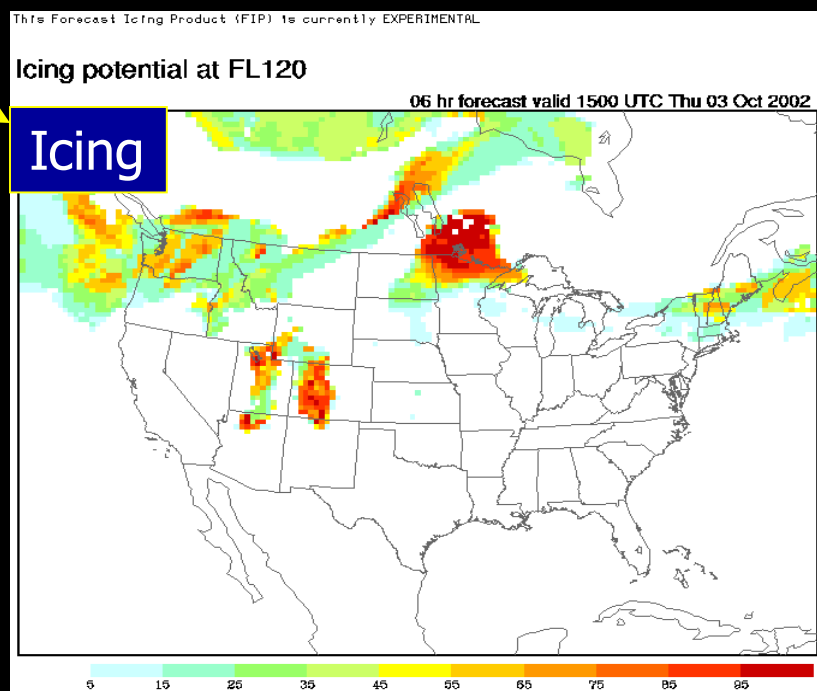 This Forecast Icing Product (FIP) is currently EXPERIMENTAL
Icing potential at FL120
06 hr forecast valid 1500 UTC Thu 03 Oct 2002
Icing
5 15 25 35 45 55 65 75 85 95